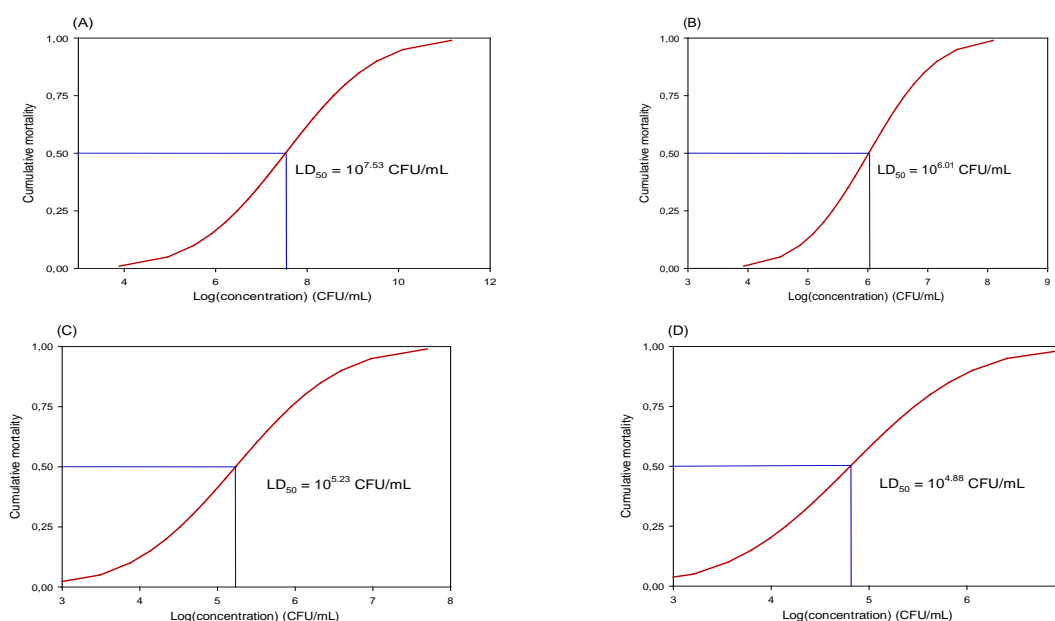 (A)
1,00
0,75
0,50
0,25
0,00
Cumulative mortality
LD50 = 10^7.53 CFU/mL
4 6 8 10 12
Log(concentration) (CFU/mL)
(B)
1,00
0,75
0,50
0,25
0,00
Cumulative mortality
LD50 = 10^6.01 CFU/mL
3 4 5 6 7 8 9
Log(concentration) (CFU/mL)
(C)
1,00
0,75
0,50
0,25
0,00
Cumulative mortality
LD50 = 10^5.23 CFU/mL
3 4 5 6 7 8
Log(concentration) (CFU/mL)
(D)
1,00
0,75
0,50
0,25
0,00
Cumulative mortality
LD50 = 10^4.88 CFU/mL
3 4 5 6
Log(concentration) (CFU/mL)